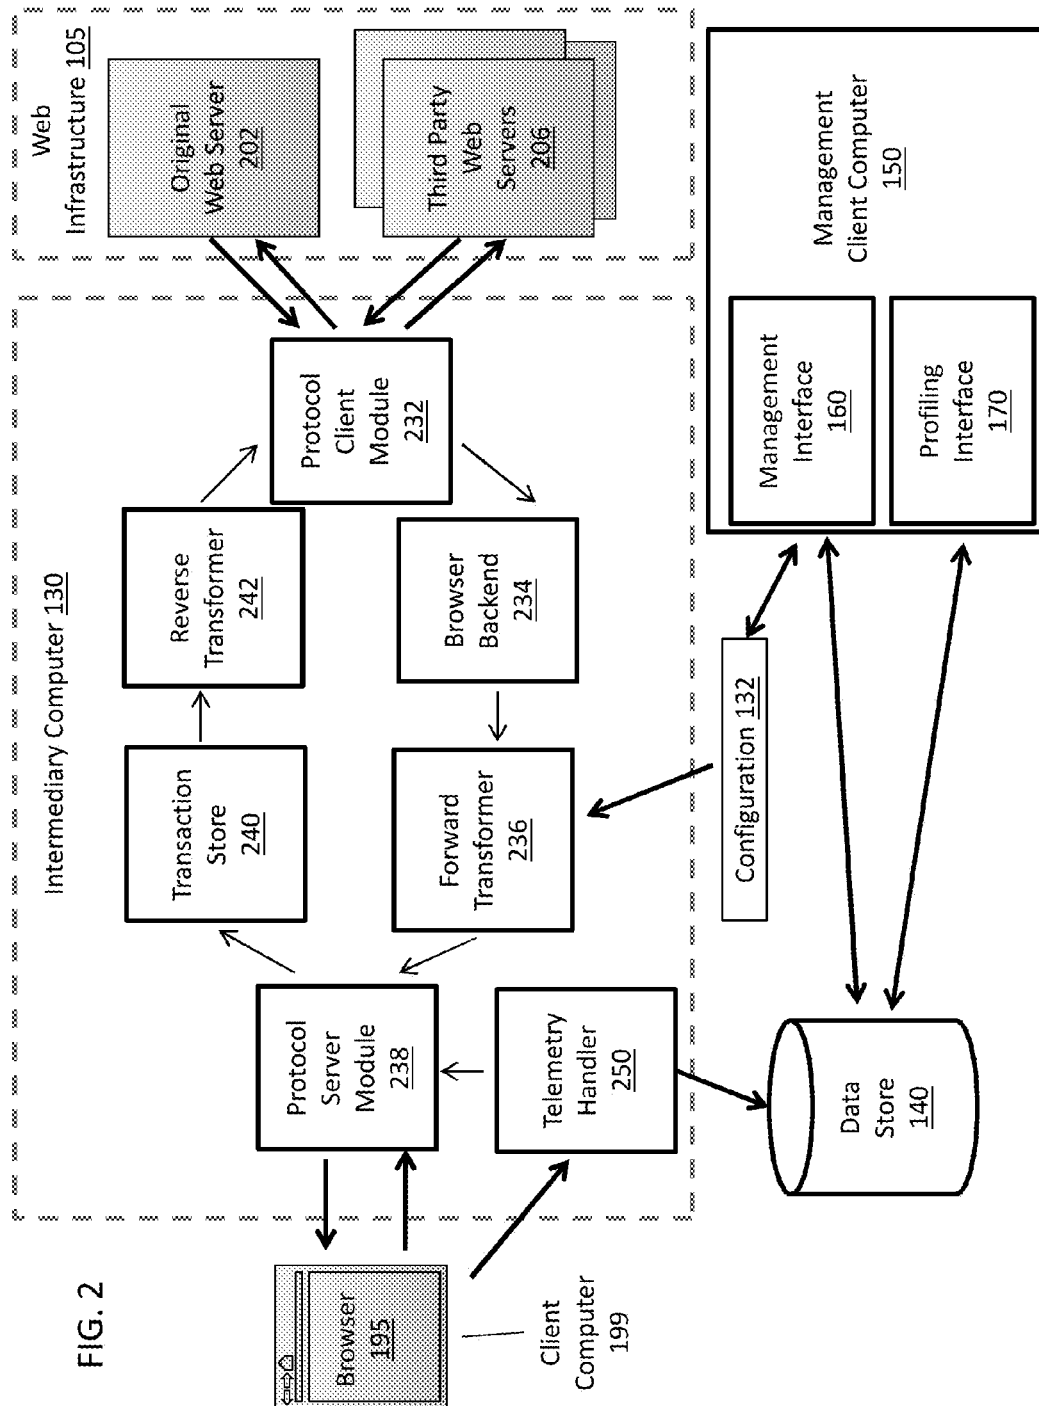 FIG. 2
Browser
195
Client
Computer
199
Intermediary Computer 130
Protocol
Server
Module
238
Telemetry
Handler
250
Transaction
Store
240
Forward
Transformer
236
Reverse
Transformer
242
Browser
Backend
234
Protocol
Client
Module
232
Web
Infrastructure 105
Original
Web Server
202
Third Party
Web
Servers
206
Data
Store
140
Configuration 132
Management
Interface
160
Profiling
Interface
170
Management
Client Computer
150